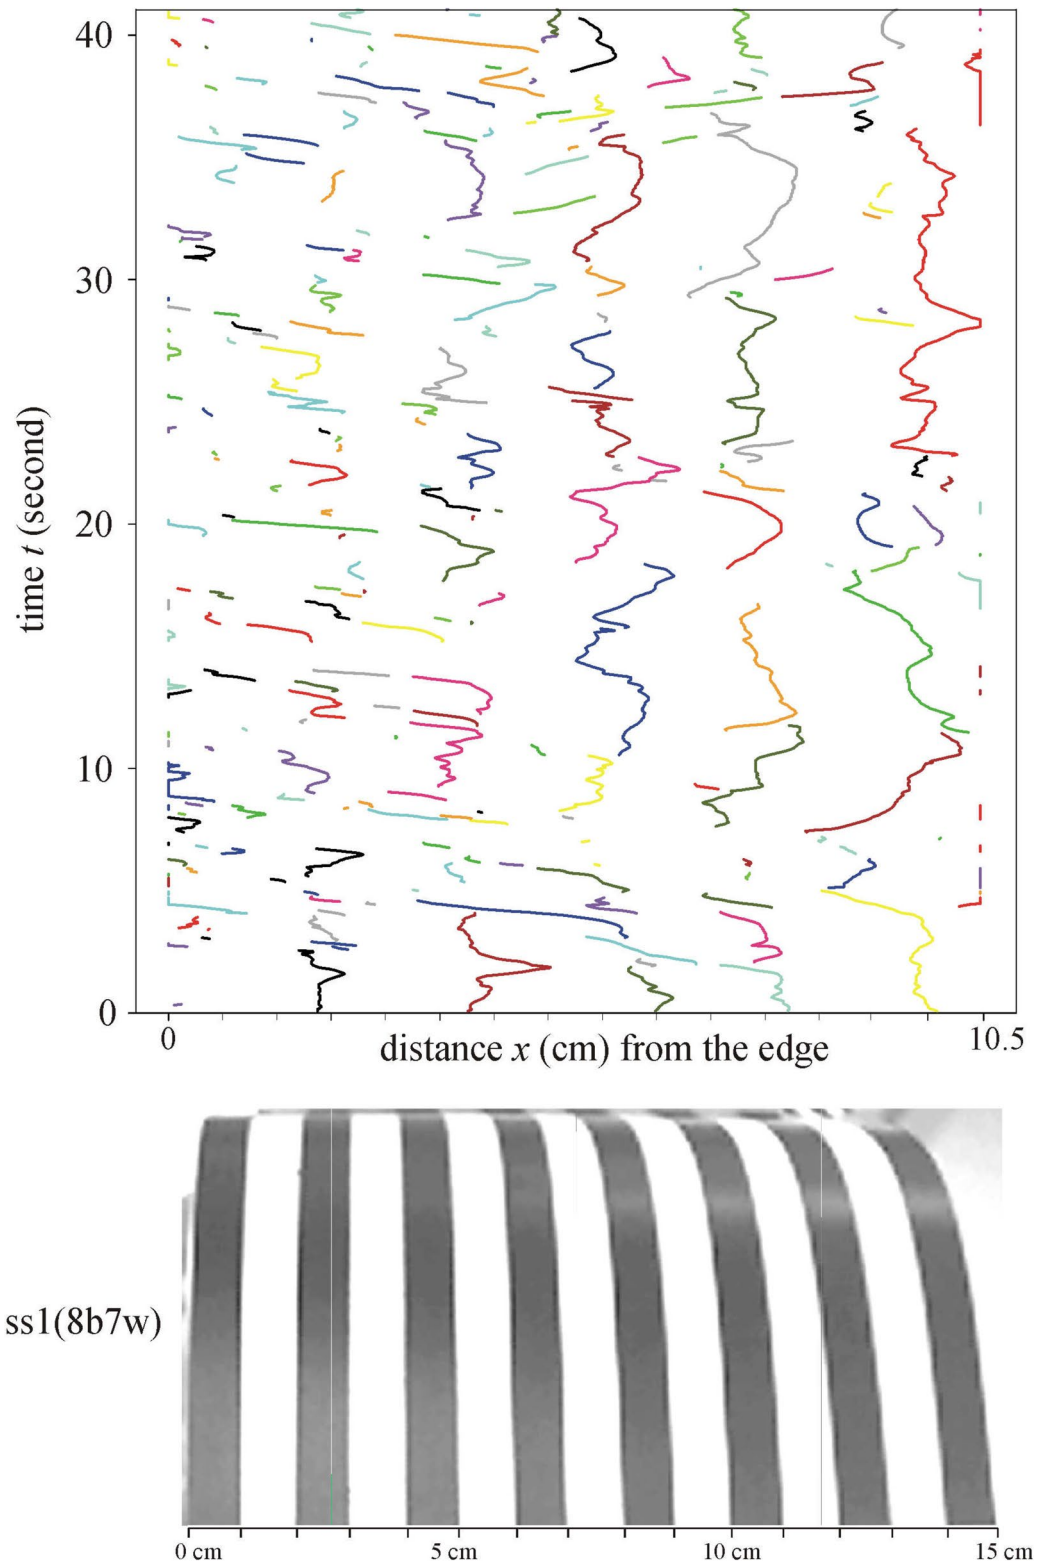 40
30
20
10
0
time t (second)
0
10.5
distance x (cm) from the edge
ss1(8b7w)
0 cm
5 cm
10 cm
15 cm